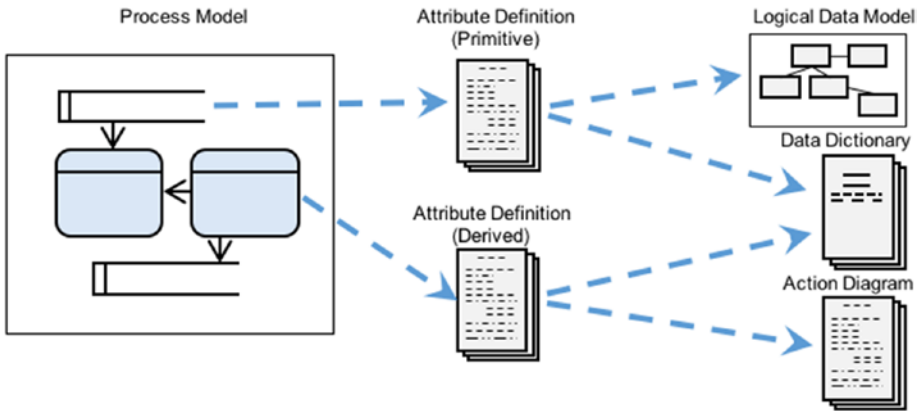 Process Model
Attribute Definition
(Primitive)
Logical Data Model
Data Dictionary
Attribute Definition
(Derived)
Action Diagram